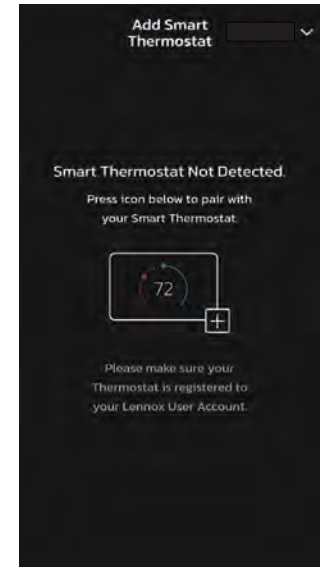 Add Smart
Thermostat
Smart Thermostat Not Detected.
Press icon below to pair with
your Smart Thermostat.
72
Please make sure your
Thermostat is registered to
your Lennox User Account.